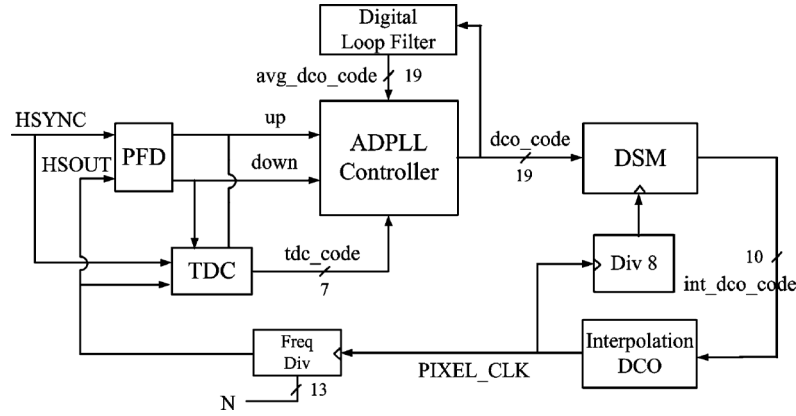 Digital
Loop Filter
avg_dco_code
19
HSYNC
HSOUT
PFD
up
down
ADPLL
Controller
dco_code
19
DSM
TDC
tdc_code
7
Div 8
10
int_dco_code
Freq
Div
PIXEL_CLK
Interpolation
DCO
N
13